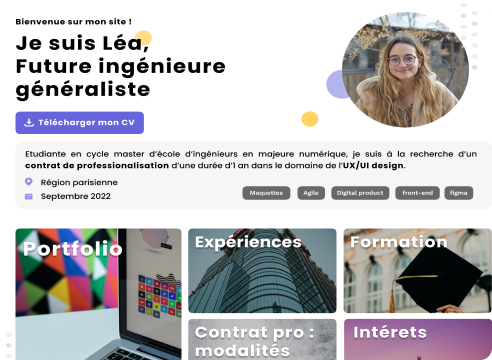 Bienvenue sur mon site !
Je suis Léa,
Future ingénieure
généraliste
Télécharger mon CV
Etudiante en cycle master d'école d'ingénieurs en majeure numérique, je suis à la recherche d'un
contrat de professionalisation d'une durée d'1 an dans le domaine de l'UX/UI design.
Région parisienne
Septembre 2022
Maquettes Agile Digital product front-end figma
Portfolio
Expériences
Formation
Contrat pro :
modalités
Intérets